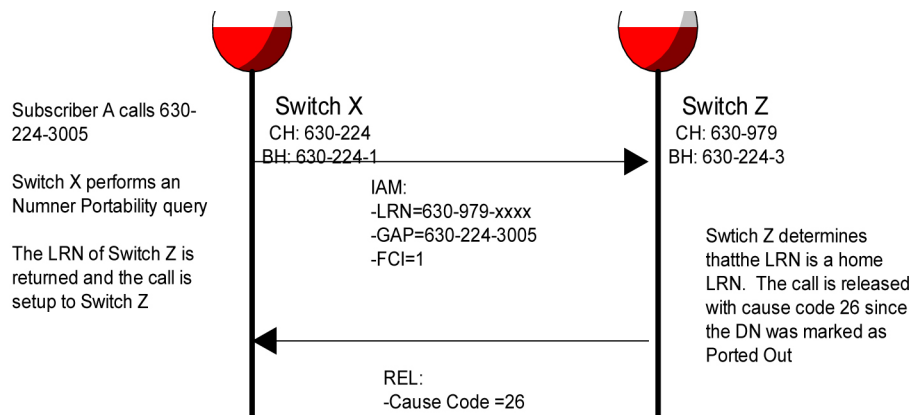 Subscriber A calls 630-
224-3005
Switch X performs an
Numner Portability query
The LRN of Switch Z is
returned and the call is
setup to Switch Z
Switch X
CH: 630-224
BH: 630-224-1
IAM:
-LRN=630-979-xxxx
-GAP=630-224-3005
-FCI=1
REL:
-Cause Code =26
Switch Z
CH: 630-979
BH: 630-224-3
Swtich Z determines
thatthe LRN is a home
LRN. The call is released
with cause code 26 since
the DN was marked as
Ported Out